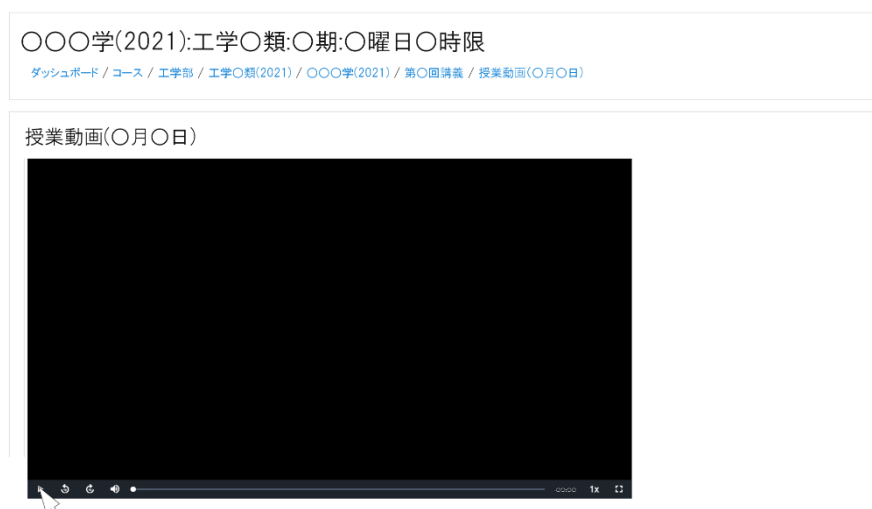 〇〇〇学(2021):工学〇類:〇期:〇曜日〇時限
ダッシュボード / コース / 工学部 / 工学〇類(2021) / 〇〇〇学(2021) / 第〇回講義 / 授業動画(〇月〇日)
授業動画(〇月〇日)
00:00 1x